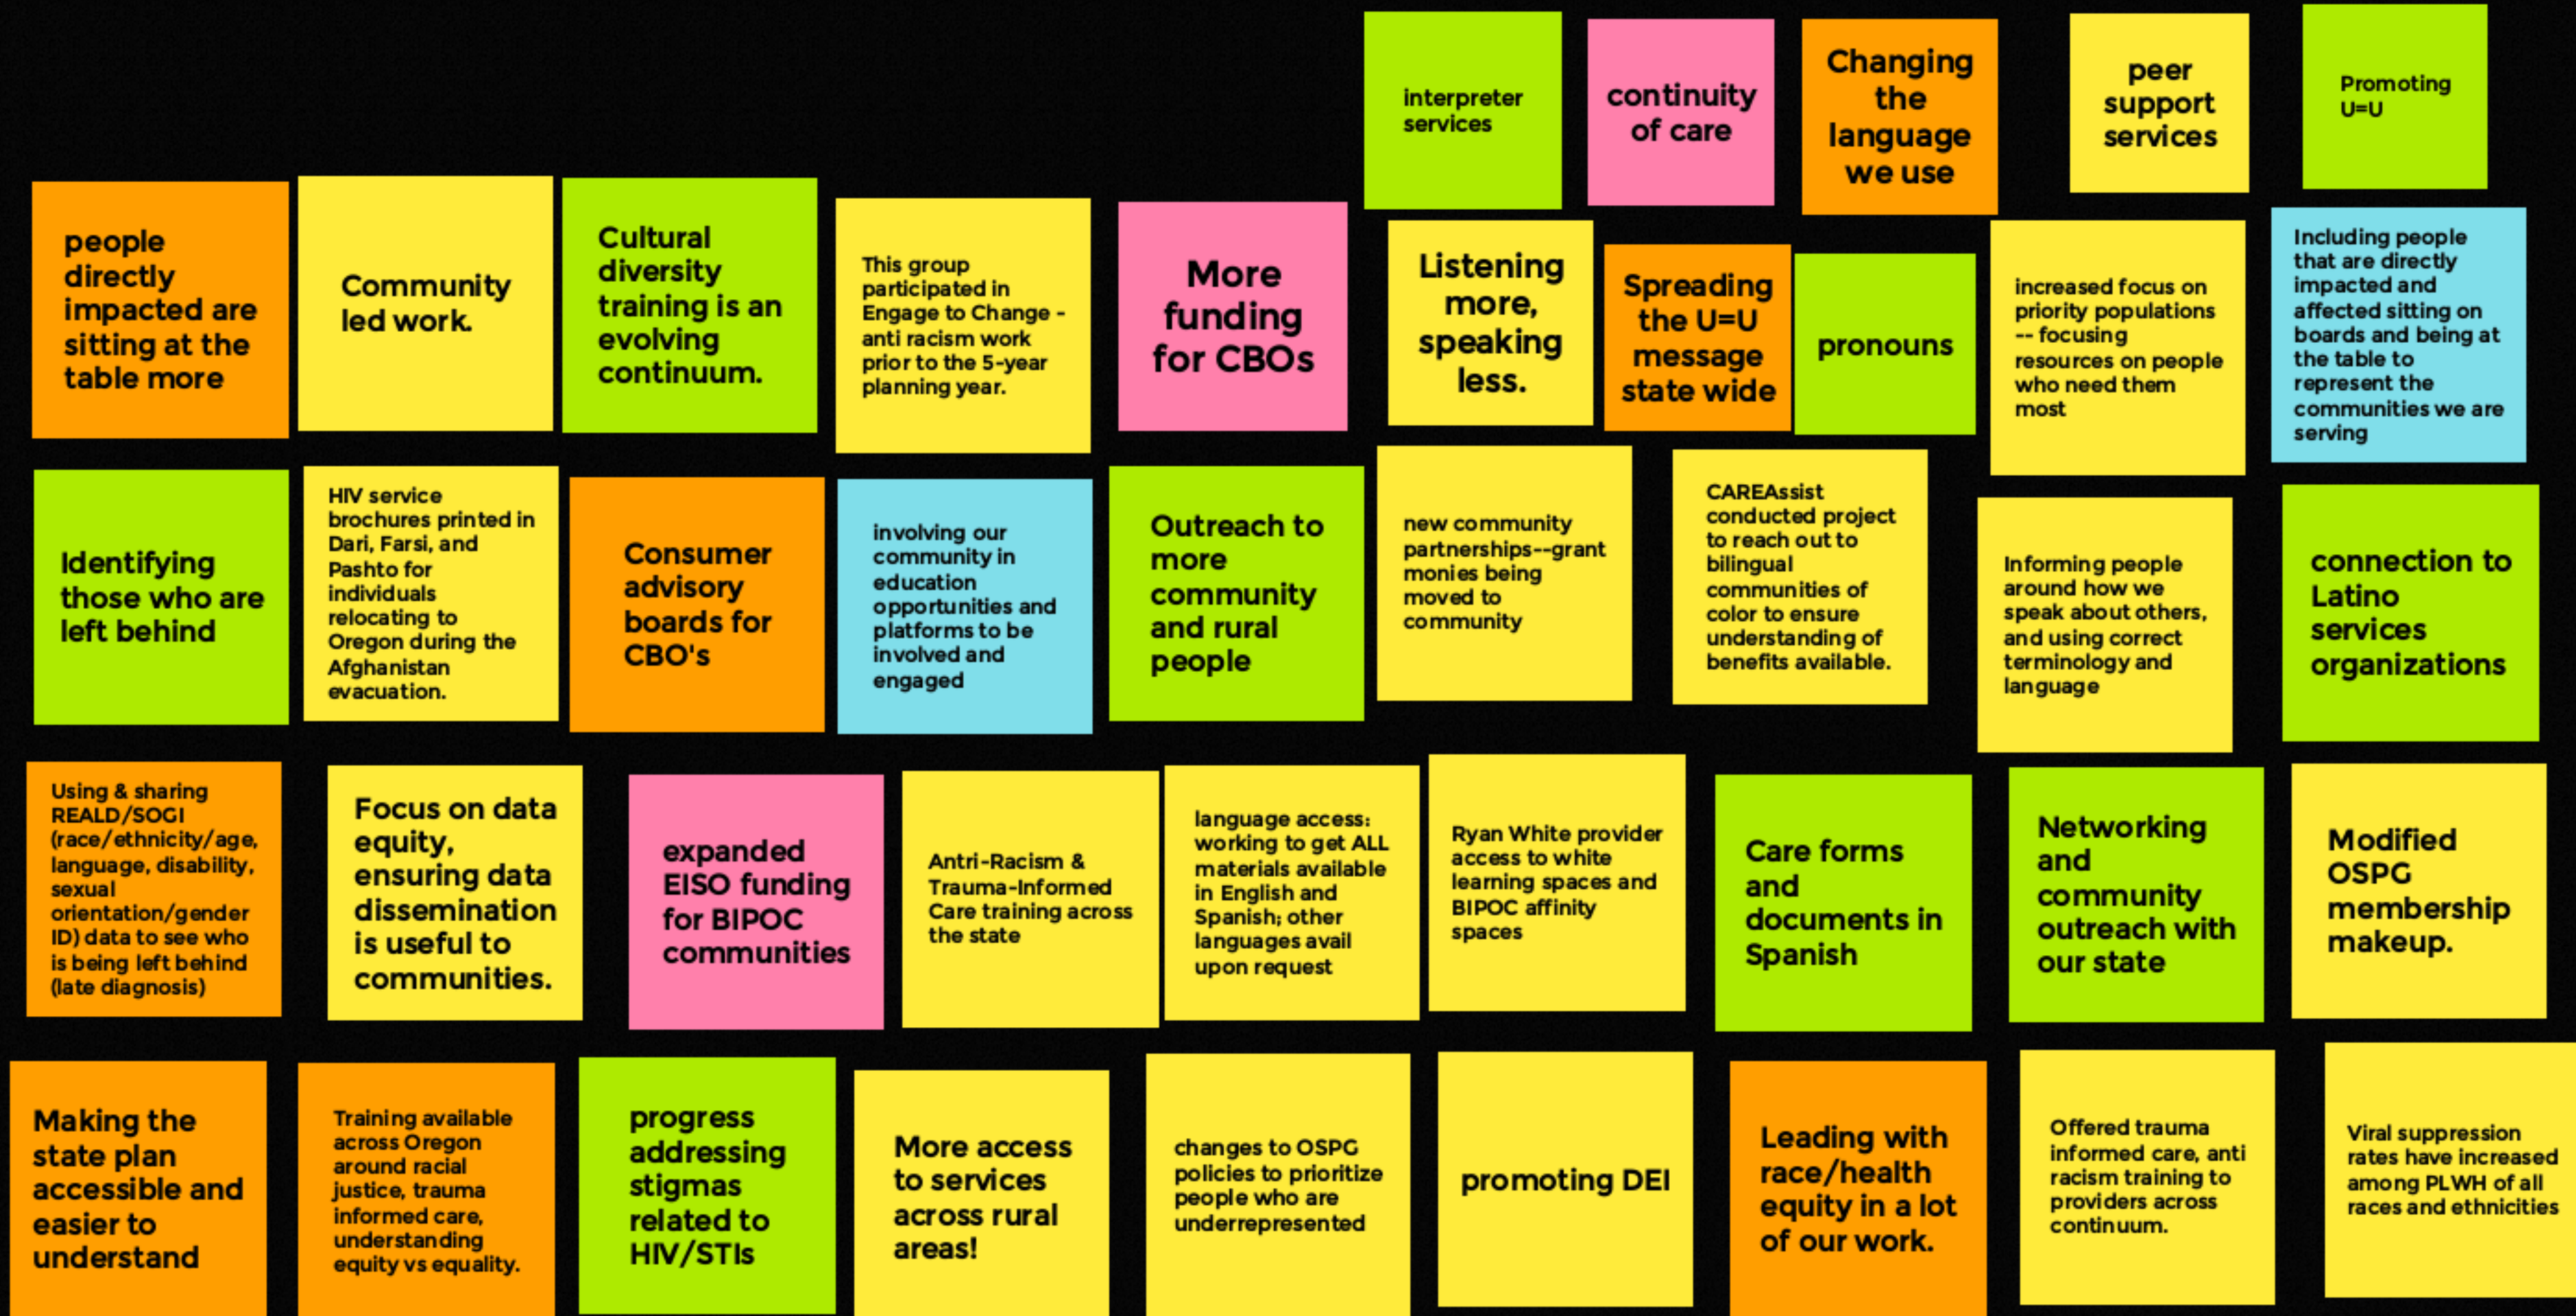 interpreter
services
continuity
of care
Changing
the
language
we use
peer
support
services
Promoting
U=U
people
directly
impacted are
sitting at the
table more
Community
led work.
Cultural
diversity
training is an
evolving
continuum.
This group
participated in
Engage to Change -
anti racism work
prior to the 5-year
planning year.
More
funding
for CBOs
Listening
more,
speaking
less.
Spreading
the U=U
message
state wide
pronouns
increased focus on
priority populations
-- focusing
resources on people
who need them
most
Including people
that are directly
impacted and
affected sitting on
boards and being at
the table to
represent the
communities we are
serving
Identifying
those who are
left behind
HIV service
brochures printed in
Dari, Farsi, and
Pashto for
individuals
relocating to
Oregon during the
Afghanistan
evacuation.
Consumer
advisory
boards for
CBO's
involving our
community in
education
opportunities and
platforms to be
involved and
engaged
Outreach to
more
community
and rural
people
new community
partnerships--grant
monies being
moved to
community
CAREAssist
conducted project
to reach out to
bilingual
communities of
color to ensure
understanding of
benefits available.
Informing people
around how we
speak about others,
and using correct
terminology and
language
connection to
Latino
services
organizations
Using & sharing
REALD/SOGI
(race/ethnicity/age,
language, disability,
sexual
orientation/gender
ID) data to see who
is being left behind
(late diagnosis)
Focus on data
equity,
ensuring data
dissemination
is useful to
communities.
expanded
EISO funding
for BIPOC
communities
Antri-Racism &
Trauma-Informed
Care training across
the state
language access:
working to get ALL
materials available
in English and
Spanish; other
languages avail
upon request
Ryan White provider
access to white
learning spaces and
BIPOC affinity
spaces
Care forms
and
documents in
Spanish
Networking
and
community
outreach with
our state
Modified
OSPG
membership
makeup.
Making the
state plan
accessible and
easier to
understand
Training available
across Oregon
around racial
justice, trauma
informed care,
understanding
equity vs equality.
progress
addressing
stigmas
related to
HIV/STIs
More access
to services
across rural
areas!
changes to OSPG
policies to prioritize
people who are
underrepresented
promoting DEI
Leading with
race/health
equity in a lot
of our work.
Offered trauma
informed care, anti
racism training to
providers across
continuum.
Viral suppression
rates have increased
among PLWH of all
races and ethnicities